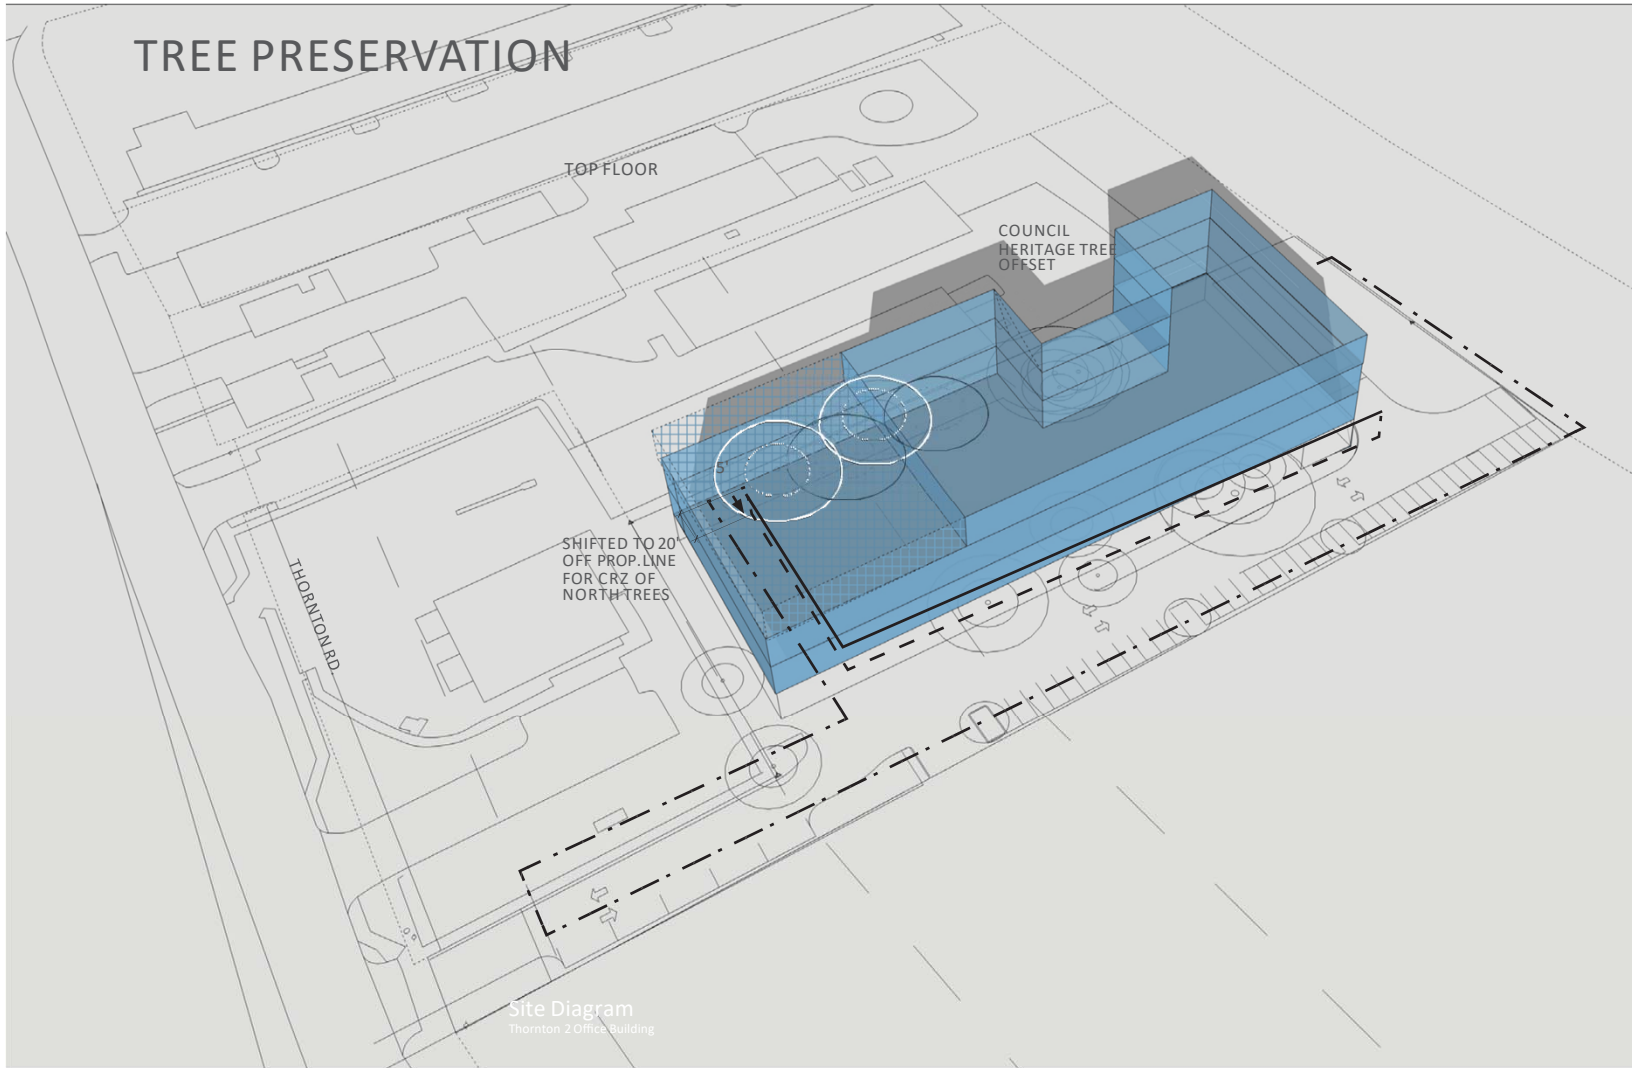 TREE PRESERVATION
TOP FLOOR
COUNCIL
HERITAGE TREE
OFFSET
5'
SHIFTED TO 20'
OFF PROP.LINE
FOR CRZ OF
NORTH TREES
THORNTON RD.
Site Diagram
Thornton 2 Office Building